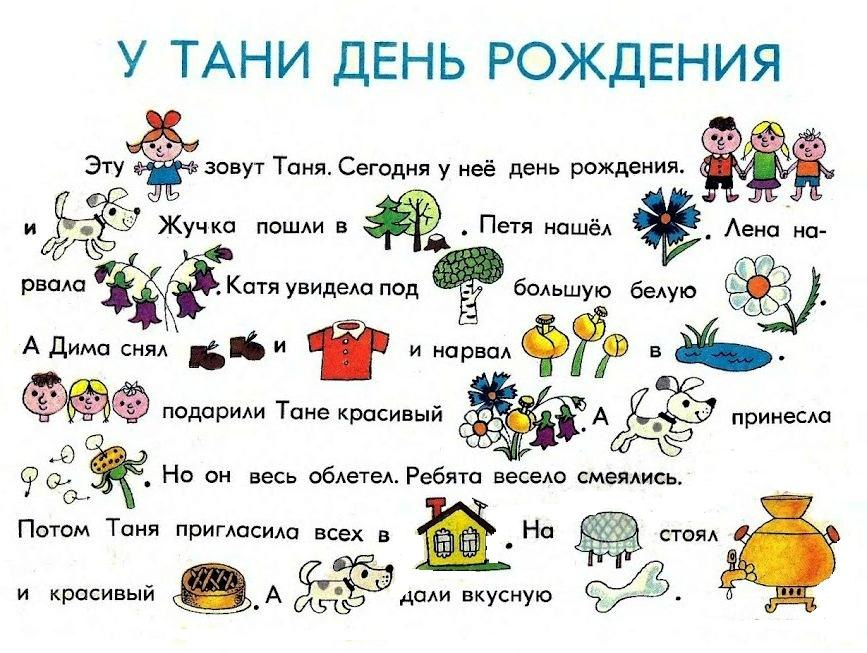 У ТАНИ ДЕНЬ РОЖДЕНИЯ
Эту зовут Таня. Сегодня у неё день рождения.
и Жучка пошли в . Петя нашёл . Лена на-
рвала . Катя увидела под большую белую .
А Дима снял и и нарвал в .
подарили Тане красивый . А принесла
. Но он весь облетел. Ребята весело смеялись.
Потом Таня пригласила всех в . На стоял
и красивый . А дали вкусную .